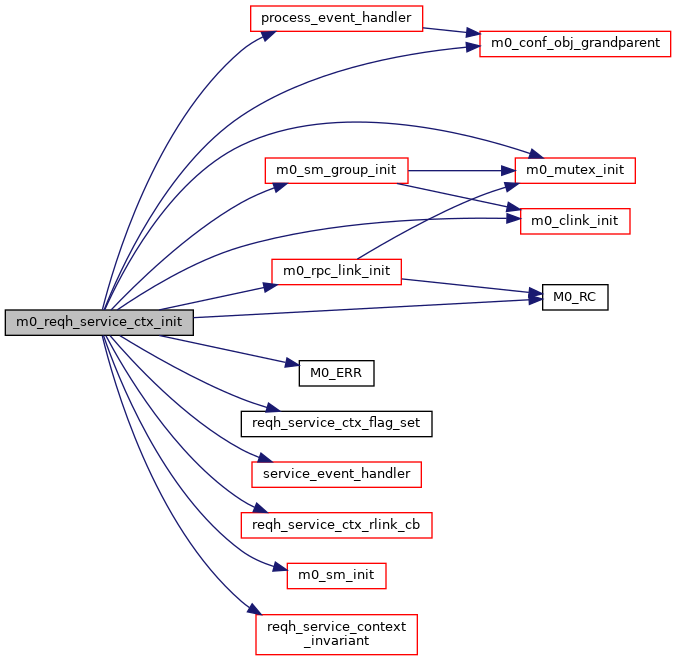 process_event_handler
m0_conf_obj_grandparent
m0_sm_group_init
m0_mutex_init
m0_clink_init
m0_rpc_link_init
M0_RC
m0_reqh_service_ctx_init
M0_ERR
reqh_service_ctx_flag_set
service_event_handler
reqh_service_ctx_rlink_cb
m0_sm_init
reqh_service_context
_invariant